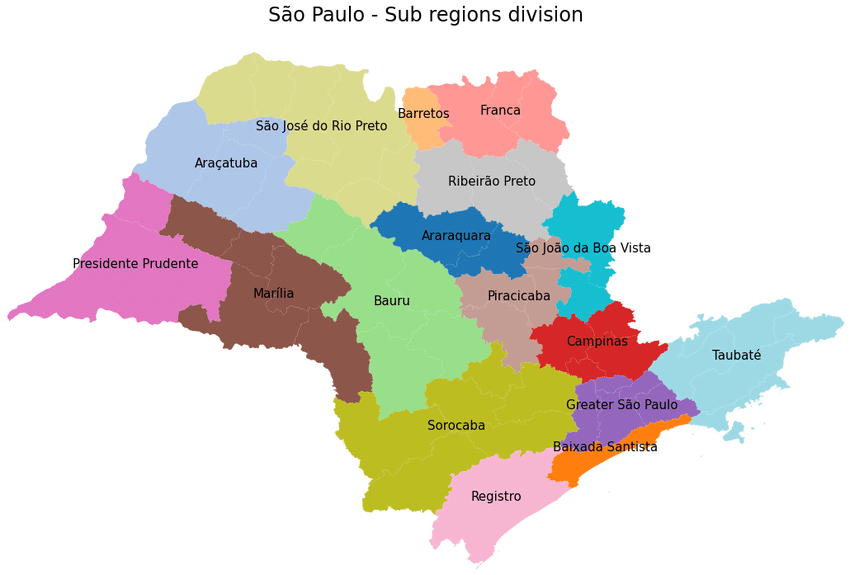 São Paulo - Sub regions division
Barretos
Franca
São José do Rio Preto
Araçatuba
Ribeirão Preto
Araraquara
São João da Boa Vista
Presidente Prudente
Marília
Bauru
Piracicaba
Campinas
Taubaté
Greater São Paulo
Sorocaba
Baixada Santista
Registro